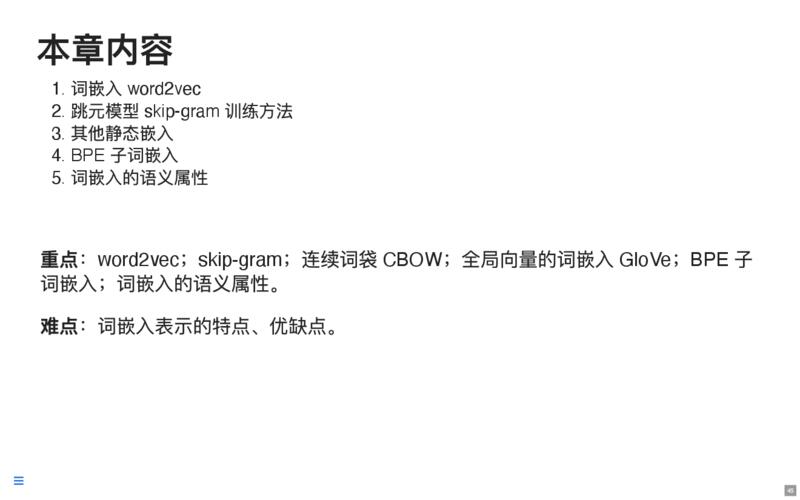 本章内容
1. 词嵌入 word2vec
2. 跳元模型 skip-gram 训练方法
3. 其他静态嵌入
4. BPE 子词嵌入
5. 词嵌入的语义属性
重点：word2vec；skip-gram；连续词袋 CBOW；全局向量的词嵌入 GloVe；BPE 子
词嵌入；词嵌入的语义属性。
难点：词嵌入表示的特点、优缺点。